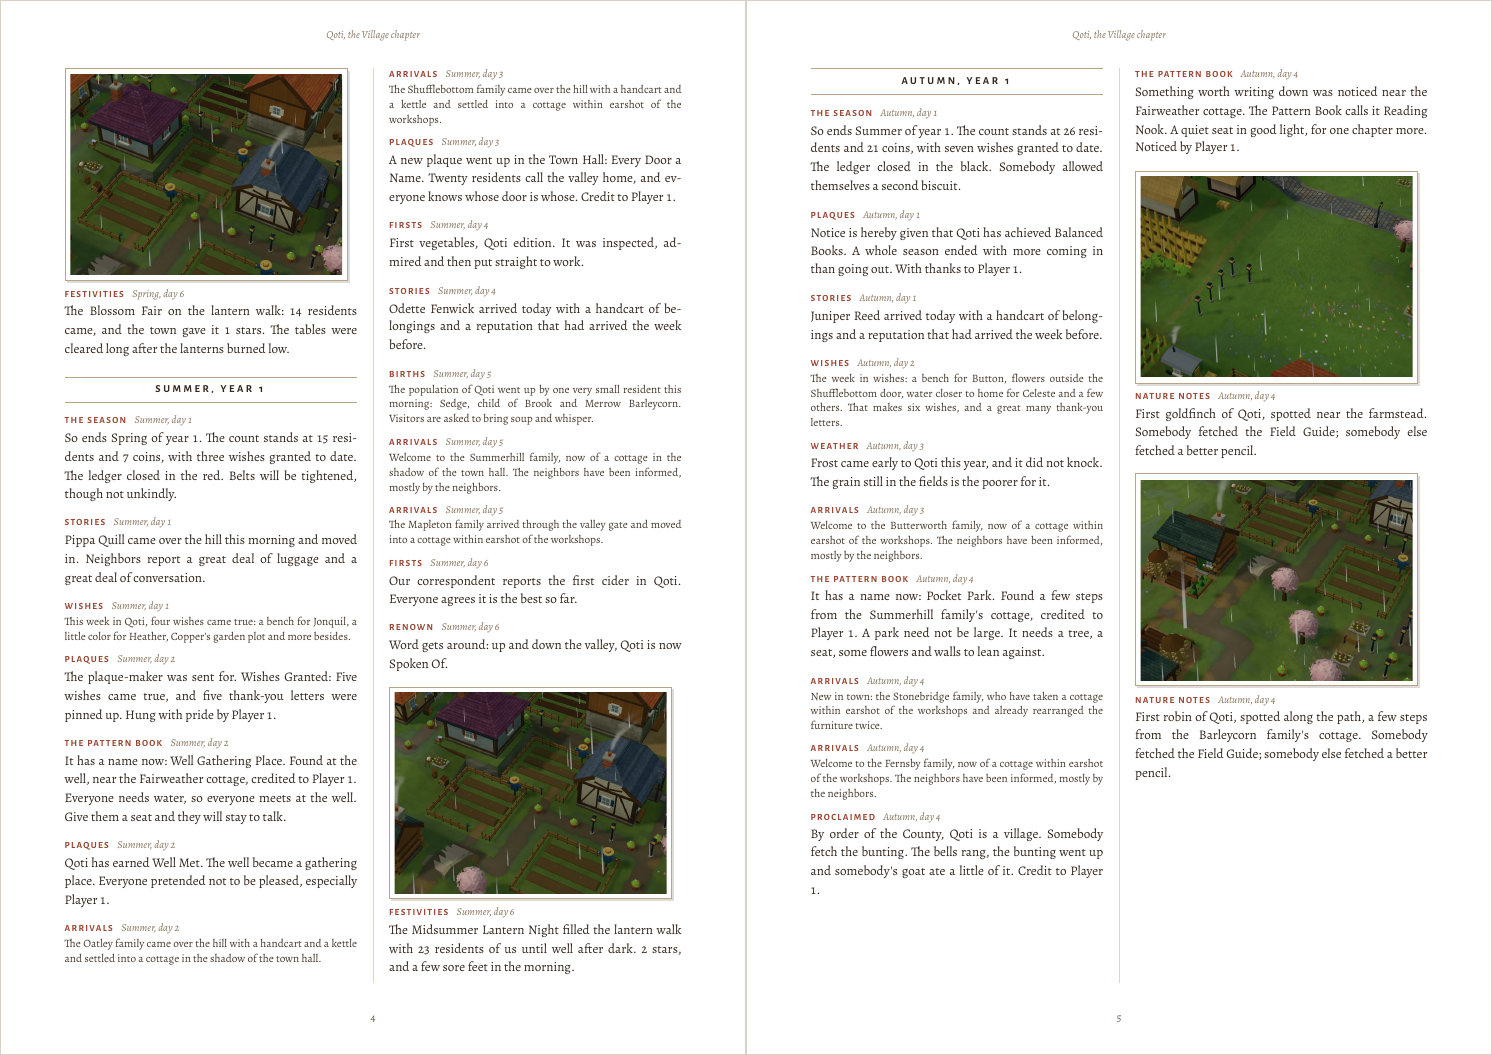 Qoti, the Village chapter
FESTIVITIES Spring, day 6
The Blossom Fair on the lantern walk: 14 residents
came, and the town gave it 1 stars. The tables were
cleared long after the lanterns burned low.
SUMMER, YEAR 1
THE SEASON Summer, day 1
So ends Spring of year 1. The count stands at 15 resi-
dents and 7 coins, with three wishes granted to date.
The ledger closed in the red. Belts will be tightened,
though not unkindly.
STORIES Summer, day 1
Pippa Quill came over the hill this morning and moved
in. Neighbors report a great deal of luggage and a
great deal of conversation.
WISHES Summer, day 1
This week in Qoti, four wishes came true: a bench for Jonquil, a
little color for Heather, Copper's garden plot and more besides.
PLAQUES Summer, day 2
The plaque-maker was sent for. Wishes Granted: Five
wishes came true, and five thank-you letters were
pinned up. Hung with pride by Player 1.
THE PATTERN BOOK Summer, day 2
It has a name now: Well Gathering Place. Found at the
well, near the Fairweather cottage, credited to Player 1.
Everyone needs water, so everyone meets at the well.
Give them a seat and they will stay to talk.
PLAQUES Summer, day 2
Qoti has earned Well Met. The well became a gathering
place. Everyone pretended not to be pleased, especially
Player 1.
ARRIVALS Summer, day 2
The Oatley family came over the hill with a handcart and a kettle
and settled into a cottage in the shadow of the town hall.
ARRIVALS Summer, day 3
The Shufflebottom family came over the hill with a handcart and
a kettle and settled into a cottage within earshot of the
workshops.
PLAQUES Summer, day 3
A new plaque went up in the Town Hall: Every Door a
Name. Twenty residents call the valley home, and ev-
eryone knows whose door is whose. Credit to Player 1.
FIRSTS Summer, day 4
First vegetables, Qoti edition. It was inspected, ad-
mired and then put straight to work.
STORIES Summer, day 4
Odette Fenwick arrived today with a handcart of be-
longings and a reputation that had arrived the week
before.
BIRTHS Summer, day 5
The population of Qoti went up by one very small resident this
morning: Sedge, child of Brook and Merrow Barleycorn.
Visitors are asked to bring soup and whisper.
ARRIVALS Summer, day 5
Welcome to the Summerhill family, now of a cottage in the
shadow of the town hall. The neighbors have been informed,
mostly by the neighbors.
ARRIVALS Summer, day 5
The Mapleton family arrived through the valley gate and moved
into a cottage within earshot of the workshops.
FIRSTS Summer, day 6
Our correspondent reports the first cider in Qoti.
Everyone agrees it is the best so far.
RENOWN Summer, day 6
Word gets around: up and down the valley, Qoti is now
Spoken Of.
FESTIVITIES Summer, day 6
The Midsummer Lantern Night filled the lantern walk
with 23 residents of us until well after dark. 2 stars,
and a few sore feet in the morning.
4
Qoti, the Village chapter
AUTUMN, YEAR 1
THE SEASON Autumn, day 1
So ends Summer of year 1. The count stands at 26 resi-
dents and 21 coins, with seven wishes granted to date.
The ledger closed in the black. Somebody allowed
themselves a second biscuit.
PLAQUES Autumn, day 1
Notice is hereby given that Qoti has achieved Balanced
Books. A whole season ended with more coming in
than going out. With thanks to Player 1.
STORIES Autumn, day 1
Juniper Reed arrived today with a handcart of belong-
ings and a reputation that had arrived the week before.
WISHES Autumn, day 2
The week in wishes: a bench for Button, flowers outside the
Shufflebottom door, water closer to home for Celeste and a few
others. That makes six wishes, and a great many thank-you
letters.
WEATHER Autumn, day 3
Frost came early to Qoti this year, and it did not knock.
The grain still in the fields is the poorer for it.
ARRIVALS Autumn, day 3
Welcome to the Butterworth family, now of a cottage within
earshot of the workshops. The neighbors have been informed,
mostly by the neighbors.
THE PATTERN BOOK Autumn, day 4
It has a name now: Pocket Park. Found a few steps
from the Summerhill family's cottage, credited to
Player 1. A park need not be large. It needs a tree, a
seat, some flowers and walls to lean against.
ARRIVALS Autumn, day 4
New in town: the Stonebridge family, who have taken a cottage
within earshot of the workshops and already rearranged the
furniture twice.
ARRIVALS Autumn, day 4
Welcome to the Fernsby family, now of a cottage within earshot
of the workshops. The neighbors have been informed, mostly by
the neighbors.
PROCLAIMED Autumn, day 4
By order of the County, Qoti is a village. Somebody
fetch the bunting. The bells rang, the bunting went up
and somebody's goat ate a little of it. Credit to Player
1.
THE PATTERN BOOK Autumn, day 4
Something worth writing down was noticed near the
Fairweather cottage. The Pattern Book calls it Reading
Nook. A quiet seat in good light, for one chapter more.
Noticed by Player 1.
NATURE NOTES Autumn, day 4
First goldfinch of Qoti, spotted near the farmstead.
Somebody fetched the Field Guide; somebody else
fetched a better pencil.
NATURE NOTES Autumn, day 4
First robin of Qoti, spotted along the path, a few steps
from the Barleycorn family's cottage. Somebody
fetched the Field Guide; somebody else fetched a better
pencil.
5